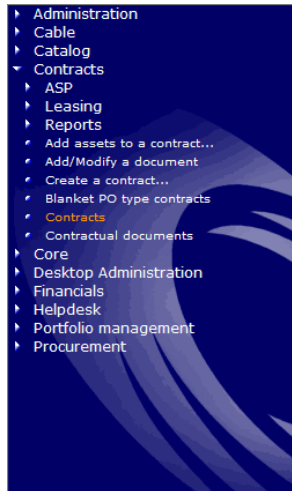 Administration
Cable
Catalog
Contracts
ASP
Leasing
Reports
Add assets to a contract...
Add/Modify a document
Create a contract...
Blanket PO type contracts
Contracts
Contractual documents
Core
Desktop Administration
Financials
Helpdesk
Portfolio management
Procurement